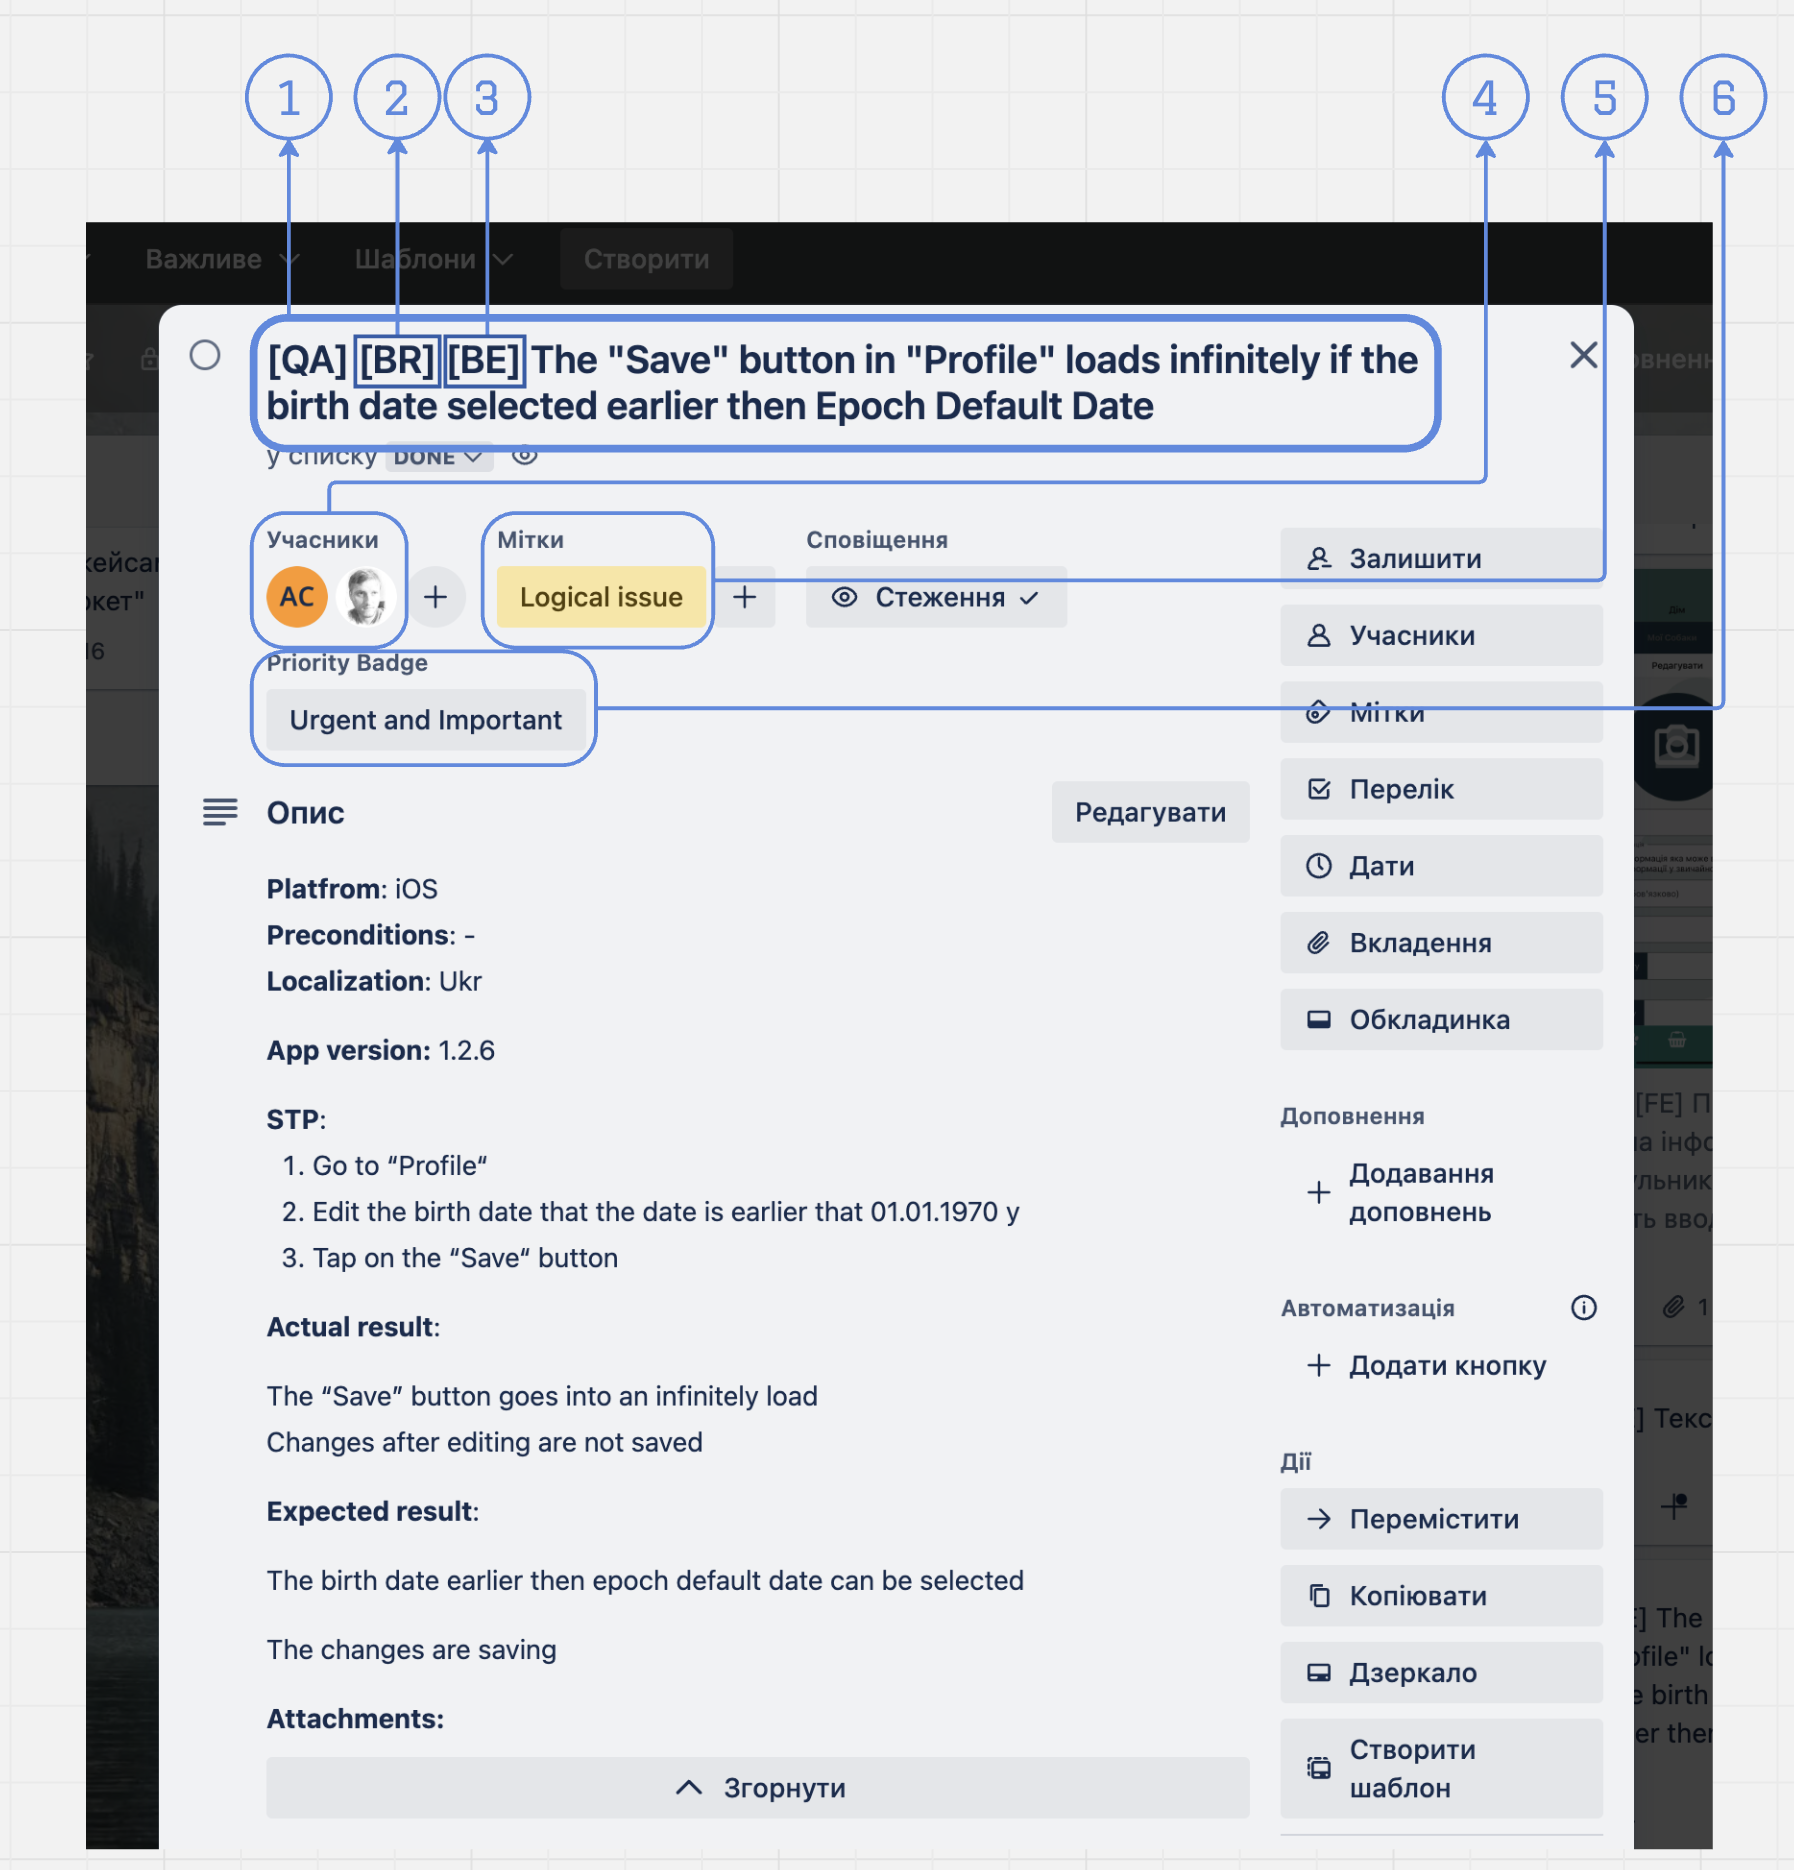 1
2
3
4
5
6
Важливе
Шаблони
Створити
[QA] [BR] [BE] The "Save" button in "Profile" loads infinitely if the
birth date selected earlier then Epoch Default Date
у списку DONE
Учасники
Мітки
Сповіщення
AC
Logical issue
Стеження
Priority Badge
Urgent and Important
Опис
Редагувати
Platfrom: iOS
Preconditions: -
Localization: Ukr
App version: 1.2.6
STP:
1. Go to “Profile“
2. Edit the birth date that the date is earlier that 01.01.1970 y
3. Tap on the “Save“ button
Actual result:
The “Save” button goes into an infinitely load
Changes after editing are not saved
Expected result:
The birth date earlier then epoch default date can be selected
The changes are saving
Attachments:
Згорнути
Залишити
Учасники
Мітки
Перелік
Дати
Вкладення
Обкладинка
Доповнення
Додавання
доповнень
Автоматизація
Додати кнопку
Дії
Перемістити
Копіювати
Дзеркало
Створити
шаблон
Редагувати
[FE] П
1
] The
e birth